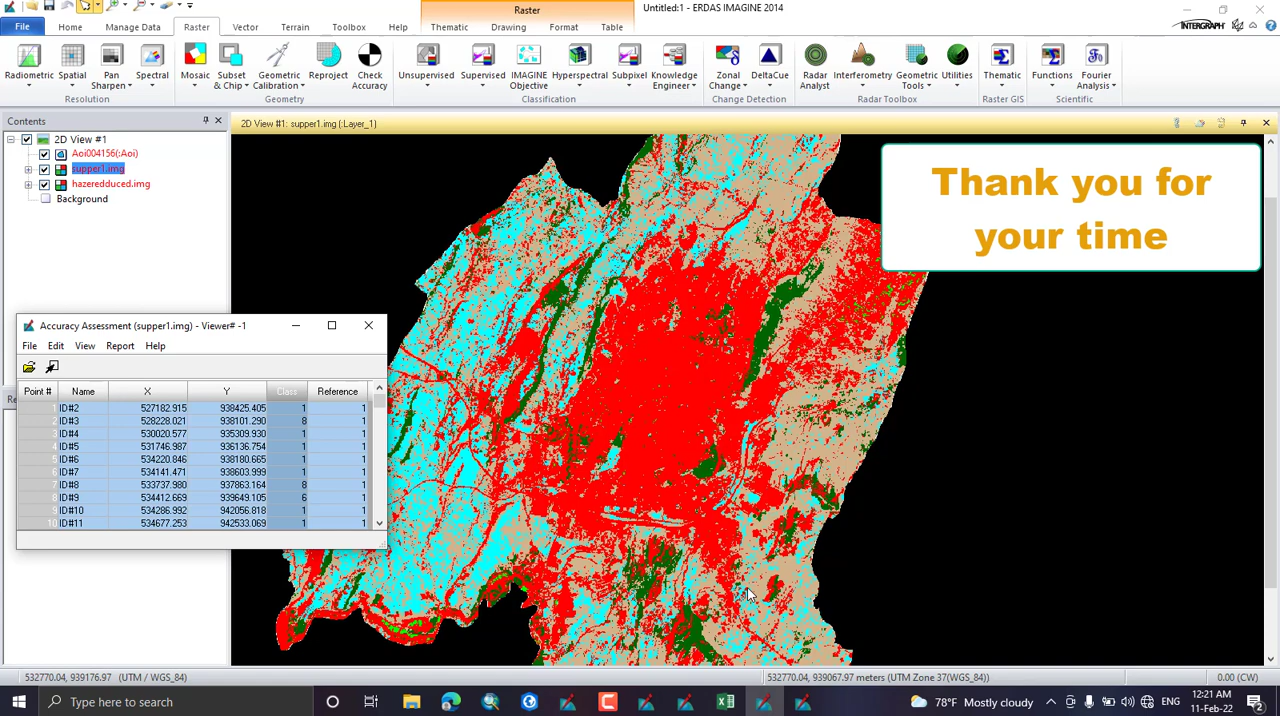 Raster
Untitled:1 - ERDAS IMAGINE 2014
File Home Manage Data Raster Vector Terrain Toolbox Help Thematic Drawing Format Table
INTERGRAPH
Radiometric Spatial Pan Sharpen Spectral Mosaic Subset & Chip Geometric Calibration Reproject Check Accuracy Unsupervised Supervised IMAGINE Objective Hyperspectral Subpixel Knowledge Engineer Zonal Change DeltaCue Radar Analyst Interferometry Geometric Tools Utilities Thematic Functions Fourier Analysis
Resolution Geometry Classification Change Detection Radar Toolbox Raster GIS Scientific
Contents
2D View #1: supper1.img (:Layer_1)
2D View #1
Aoi004156(:Aoi)
supper1.img
hazeredduced.img
Background
Thank you for
your time
Accuracy Assessment (supper1.img) - Viewer# -1
File Edit View Report Help
Point # Name X Y Class Reference
1 ID#2 527182.915 938425.405 1 1
2 ID#3 528228.021 938101.290 8 1
3 ID#4 530020.577 935309.930 1 1
4 ID#5 531746.987 936136.754 1 1
5 ID#6 534220.846 938180.665 1 1
6 ID#7 534141.471 938603.999 1 1
7 ID#8 533737.980 937863.164 8 1
8 ID#9 534412.669 939649.105 6 1
9 ID#10 534286.992 942056.818 1 1
10 ID#11 534677.253 942533.069 1 1
532770.04, 939176.97 (UTM / WGS_84)
532770.04, 939067.97 meters (UTM Zone 37(WGS_84))
0.00 (CW)
Type here to search
78°F Mostly cloudy
ENG
12:21 AM
11-Feb-22
2